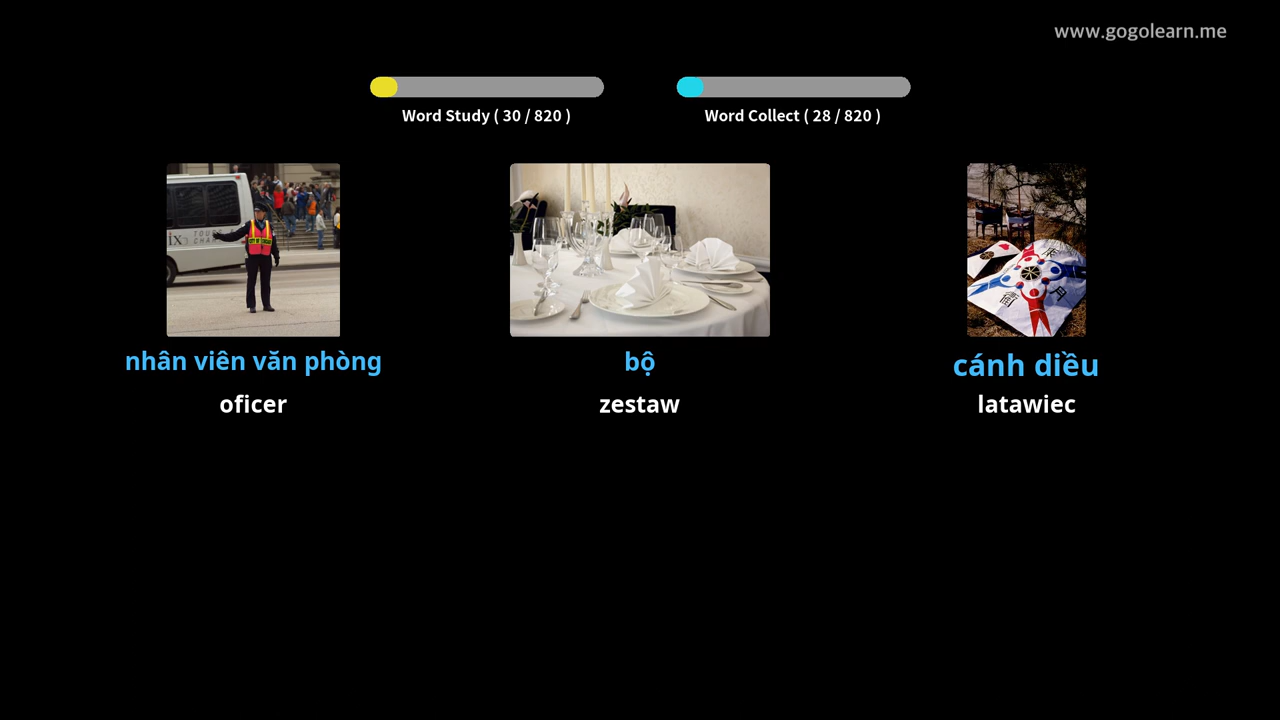 www.gogolearn.me
Word Study ( 30 / 820 )
Word Collect ( 28 / 820 )
nhân viên văn phòng
bộ
cánh diều
oficer
zestaw
latawiec